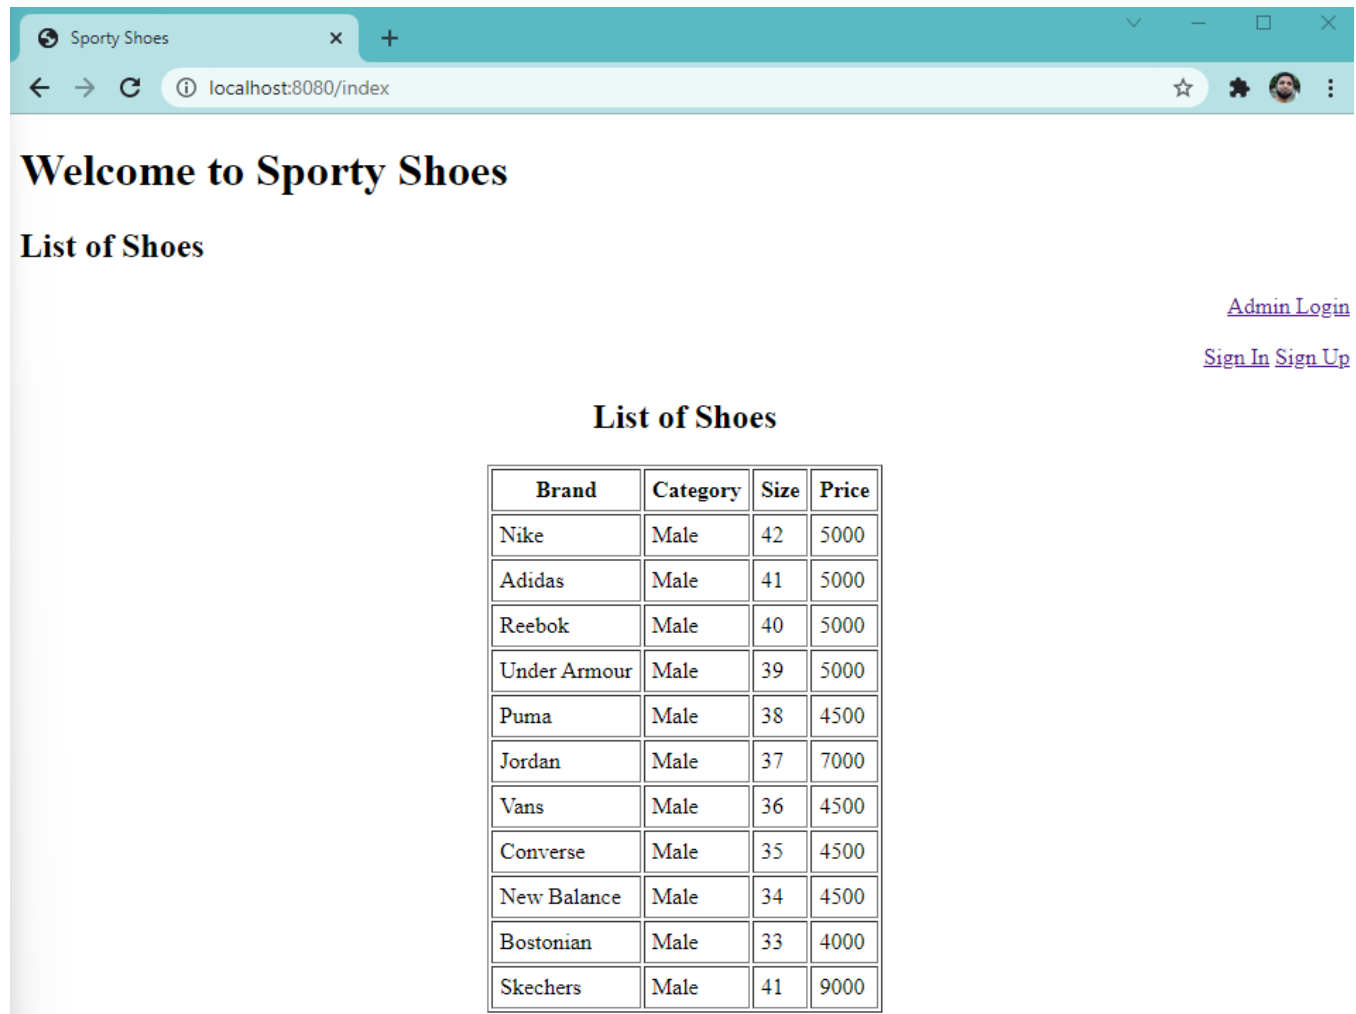 Sporty Shoes
localhost:8080/index
Welcome to Sporty Shoes
List of Shoes
Admin Login
Sign In Sign Up
List of Shoes
Brand Category Size Price
Nike Male 42 5000
Adidas Male 41 5000
Reebok Male 40 5000
Under Armour Male 39 5000
Puma Male 38 4500
Jordan Male 37 7000
Vans Male 36 4500
Converse Male 35 4500
New Balance Male 34 4500
Bostonian Male 33 4000
Skechers Male 41 9000